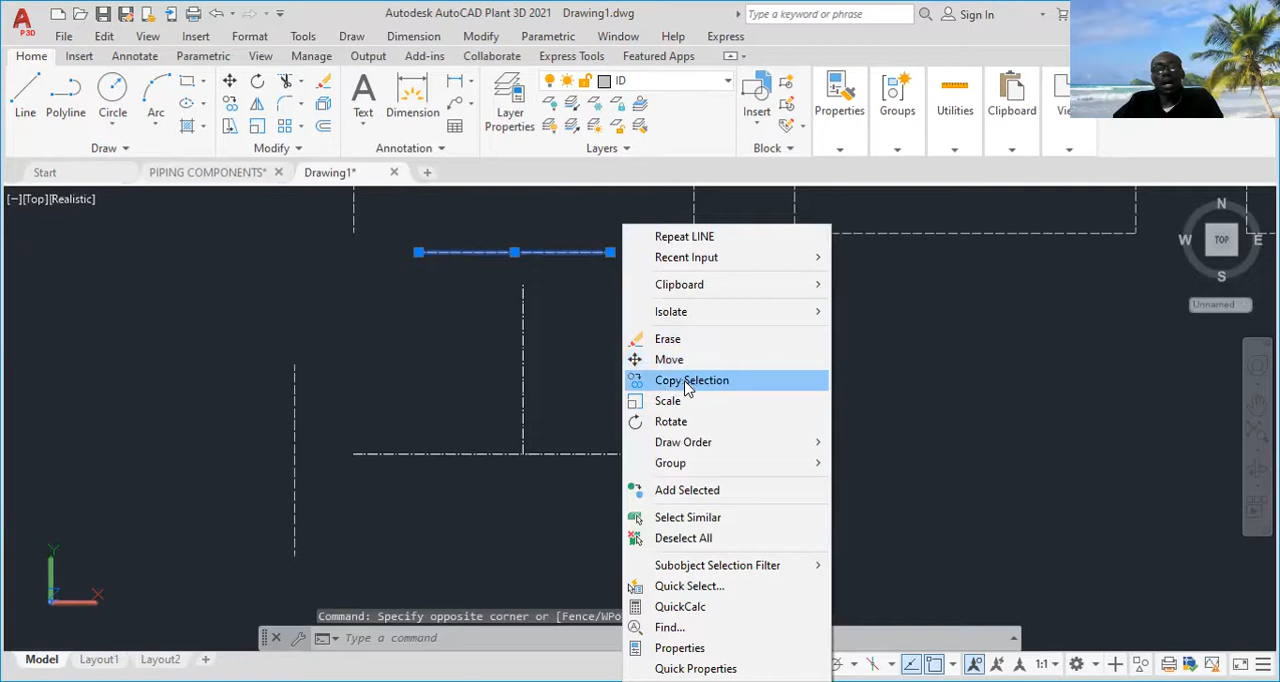 Autodesk AutoCAD Plant 3D 2021 Drawing1.dwg
Type a keyword or phrase
Sign In
P3D
File Edit View Insert Format Tools Draw Dimension Modify Parametric Window Help Express
Home Insert Annotate Parametric View Manage Output Add-ins Collaborate Express Tools Featured Apps
ID
Line Polyline Circle Arc
Text Dimension
Layer
Properties
Insert
Properties Groups Utilities Clipboard
Draw Modify Annotation Layers Block
Start PIPING COMPONENTS* Drawing1*
[−][Top][Realistic]
N
W TOP E
S
Unnamed
Repeat LINE
Recent Input
Clipboard
Isolate
Erase
Move
Copy Selection
Scale
Rotate
Draw Order
Group
Add Selected
Select Similar
Deselect All
Subobject Selection Filter
Quick Select...
QuickCalc
Find...
Properties
Quick Properties
Y
X
Command: Specify opposite corner or [Fence/WPo
Type a command
Model Layout1 Layout2
1:1